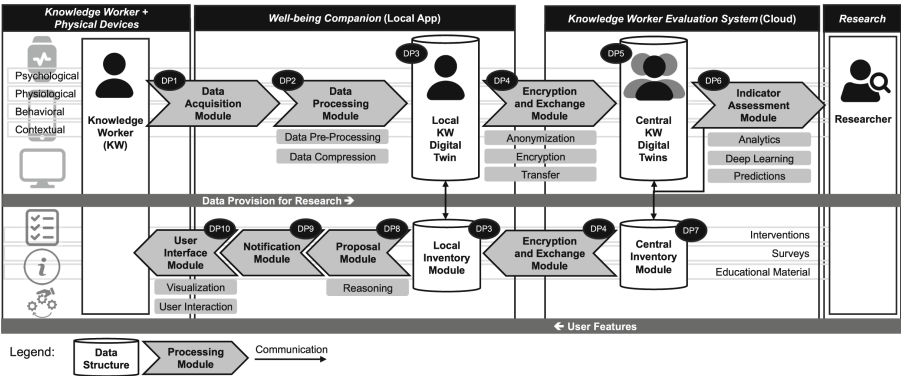 Knowledge Worker +
Physical Devices
Well-being Companion (Local App)
Knowledge Worker Evaluation System (Cloud)
Research
Psychological
Physiological
Behavioral
Contextual
Knowledge
Worker
(KW)
DP1
Data
Acquisition
Module
DP2
Data
Processing
Module
Data Pre-Processing
Data Compression
DP3
Local
KW
Digital
Twin
DP4
Encryption
and Exchange
Module
Anonymization
Encryption
Transfer
DP5
Central
KW
Digital
Twins
DP6
Indicator
Assessment
Module
Analytics
Deep Learning
Predictions
Researcher
Data Provision for Research →
DP10
User
Interface
Module
Visualization
User Interaction
DP9
Notification
Module
DP8
Proposal
Module
Reasoning
DP3
Local
Inventory
Module
DP4
Encryption
and Exchange
Module
DP7
Central
Inventory
Module
Interventions
Surveys
Educational Material
i
← User Features
Legend:
Data
Structure
Processing
Module
Communication